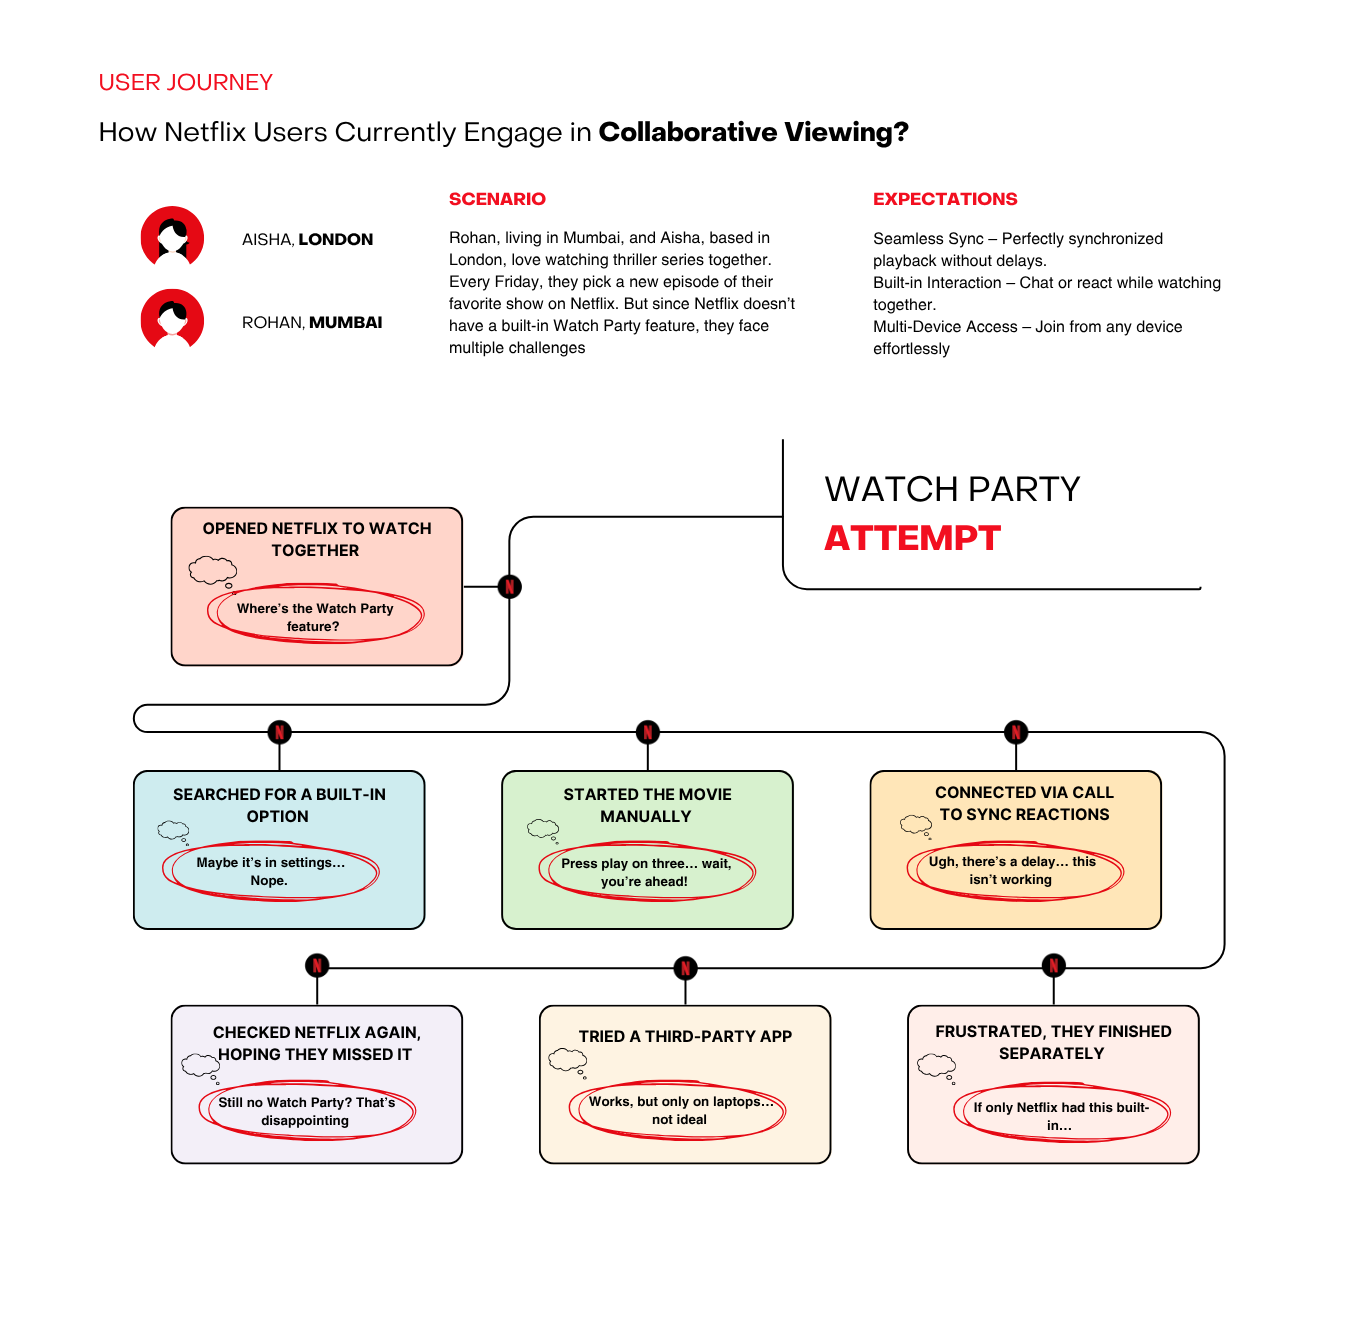 USER JOURNEY
How Netflix Users Currently Engage in Collaborative Viewing?
AISHA, LONDON
ROHAN, MUMBAI
SCENARIO
Rohan, living in Mumbai, and Aisha, based in
London, love watching thriller series together.
Every Friday, they pick a new episode of their
favorite show on Netflix. But since Netflix doesn't
have a built-in Watch Party feature, they face
multiple challenges
EXPECTATIONS
Seamless Sync – Perfectly synchronized
playback without delays.
Built-in Interaction – Chat or react while watching
together.
Multi-Device Access – Join from any device
effortlessly
WATCH PARTY
ATTEMPT
OPENED NETFLIX TO WATCH
TOGETHER
Where's the Watch Party
feature?
N
N
N
N
SEARCHED FOR A BUILT-IN
OPTION
Maybe it's in settings...
Nope.
STARTED THE MOVIE
MANUALLY
Press play on three... wait,
you're ahead!
CONNECTED VIA CALL
TO SYNC REACTIONS
Ugh, there's a delay... this
isn't working
N
N
N
CHECKED NETFLIX AGAIN,
HOPING THEY MISSED IT
Still no Watch Party? That's
disappointing
TRIED A THIRD-PARTY APP
Works, but only on laptops...
not ideal
FRUSTRATED, THEY FINISHED
SEPARATELY
If only Netflix had this built-
in...